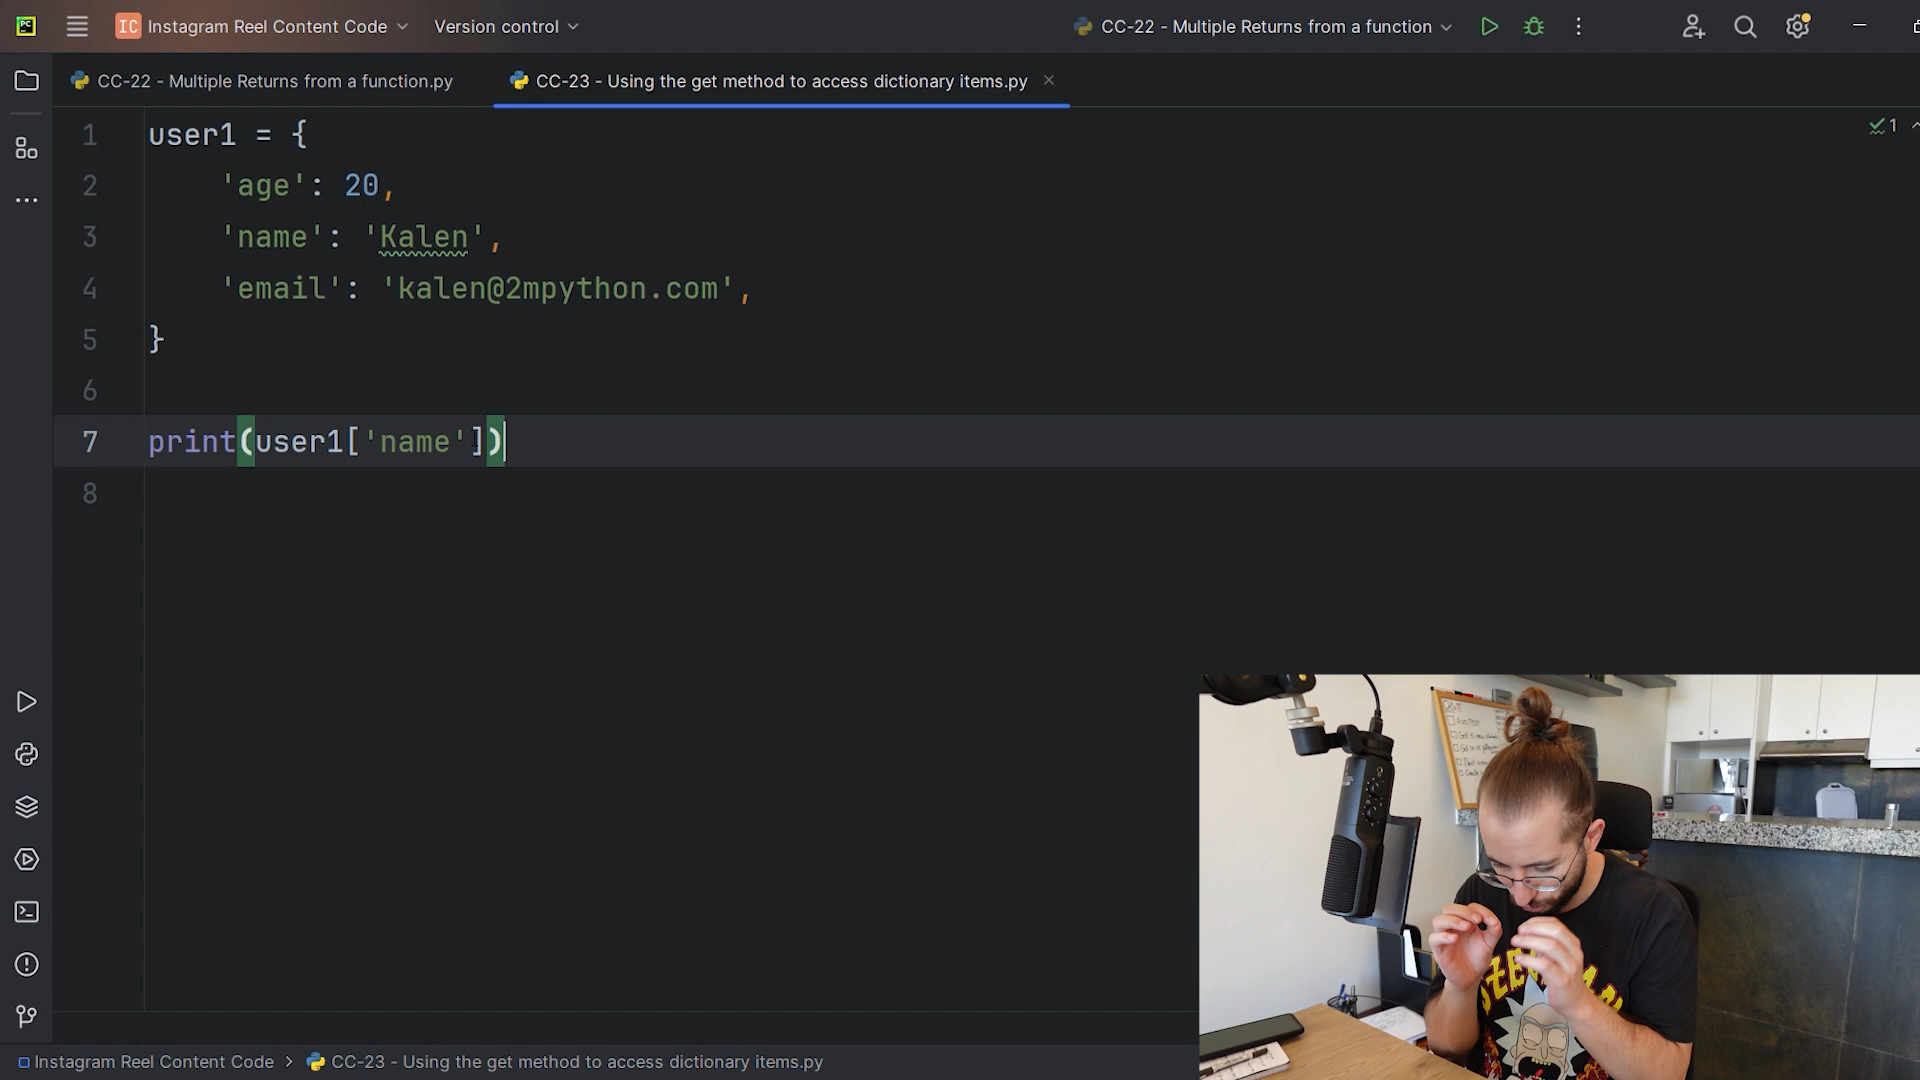 PC
IC Instagram Reel Content Code
Version control
CC-22 - Multiple Returns from a function
CC-22 - Multiple Returns from a function.py
CC-23 - Using the get method to access dictionary items.py
1
1 user1 = {
2 'age': 20,
3 'name': 'Kalen',
4 'email': 'kalen@2mpython.com',
5 }
6
7 print(user1['name'])
8
Instagram Reel Content Code > CC-23 - Using the get method to access dictionary items.py